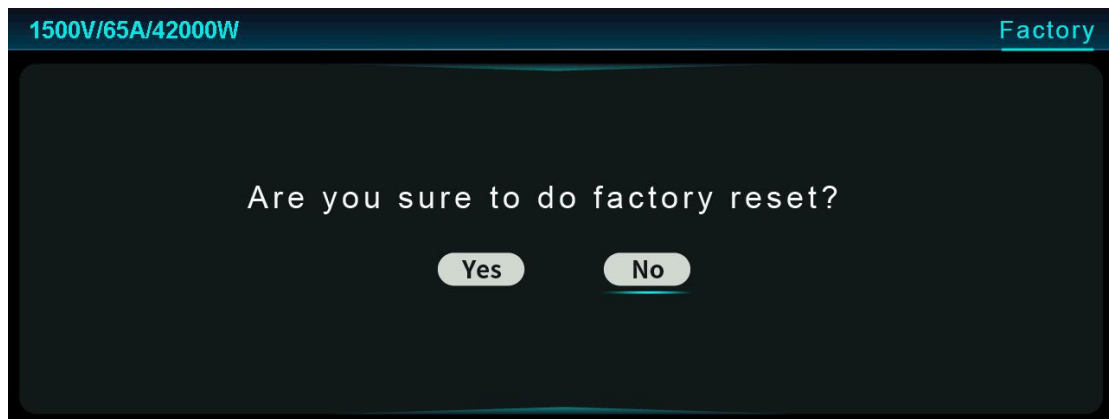 1500V/65A/42000W
Factory
Are you sure to do factory reset?
Yes
No